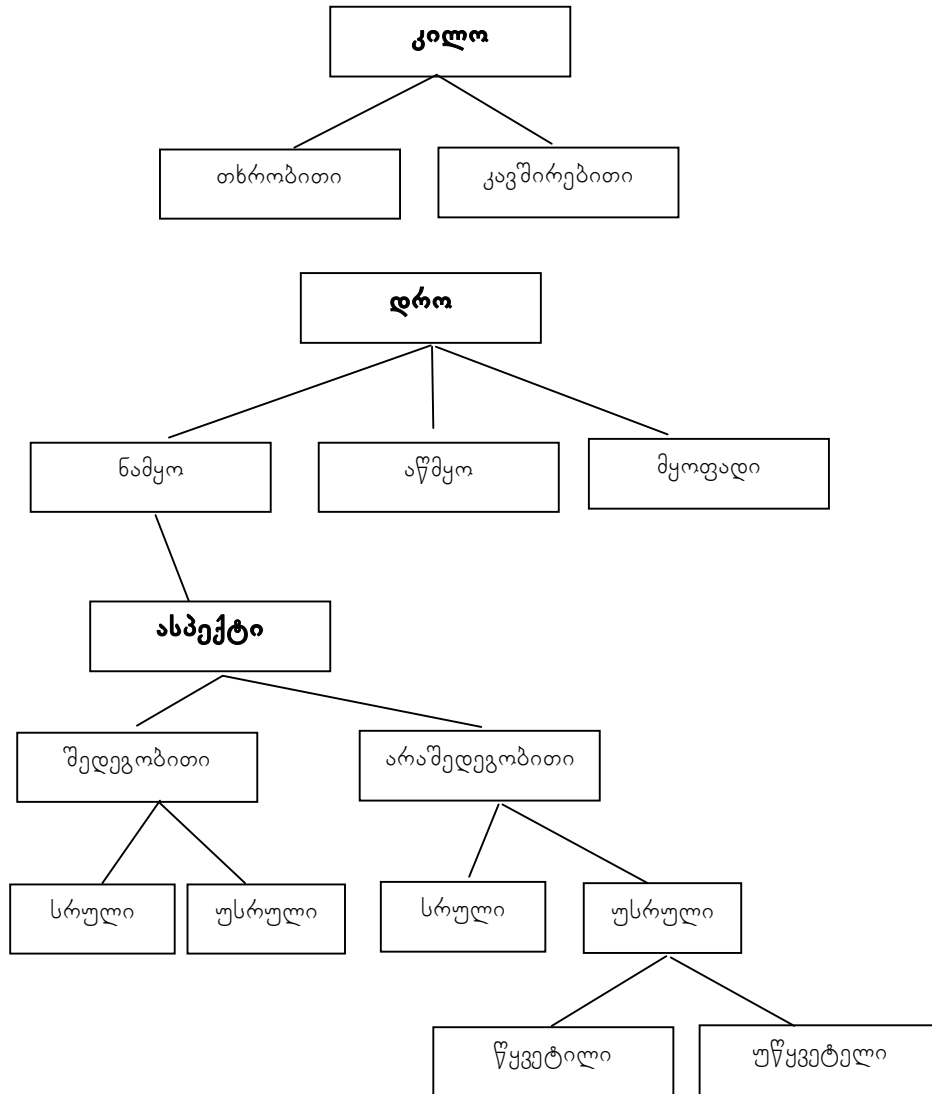 კილო
თხრობითი
კავშირებითი
დრო
ნამყო
აწმყო
მყოფადი
ასპექტი
შედეგობითი
არაშედეგობითი
სრული
უსრული
სრული
უსრული
წყვეტილი
უწყვეტელი